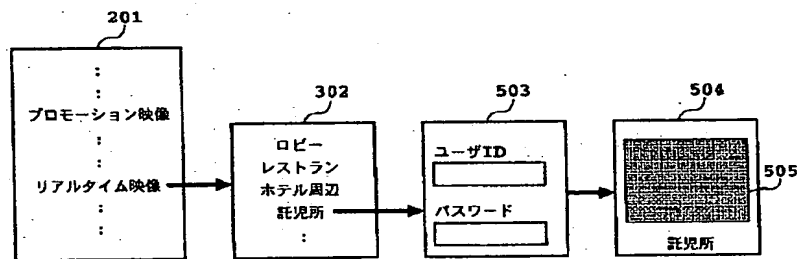 201
:
:
プロモーション映像
:
:
リアルタイム映像
:
:
302
ロビー
レストラン
ホテル周辺
託児所
:
503
ユーザID
パスワード
504
505
託児所